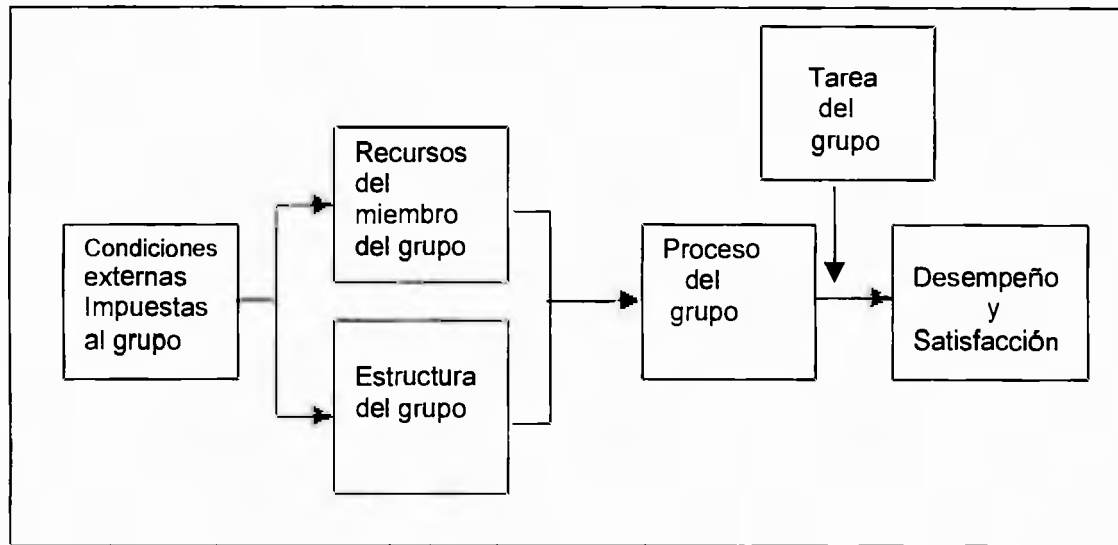 Condiciones
externas
Impuestas
al grupo
Recursos
del
miembro
del grupo
Estructura
del grupo
Proceso
del
grupo
Tarea
del
grupo
Desempeño
y
Satisfacción